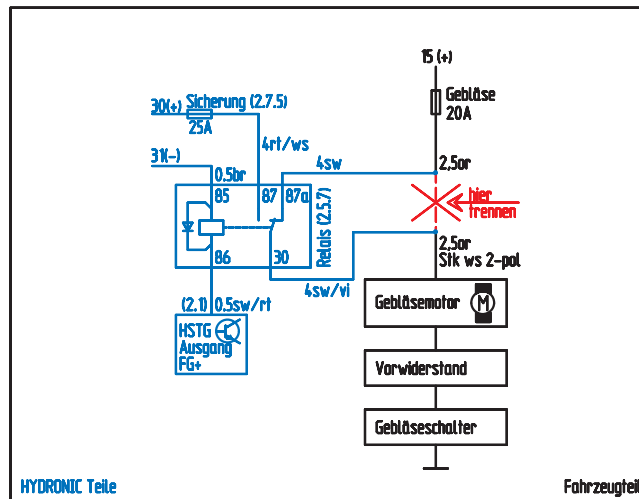 15 (+)
Sicherung (2.7.5)
30(+)
25A
Gebläse
20A
4rt/ws
31(-)
4sw
2,5or
0.5br
85
87
87a
hier
trennen
Relais (2.5.7)
86
30
2,5or
Stk ws 2-pol
4sw/vi
(2.1)
0.5sw/rt
Gebläsemotor
M
HSTG
Ausgang
FG+
Vorwiderstand
Gebläseschalter
HYDRONIC Teile
Fahrzeugteil